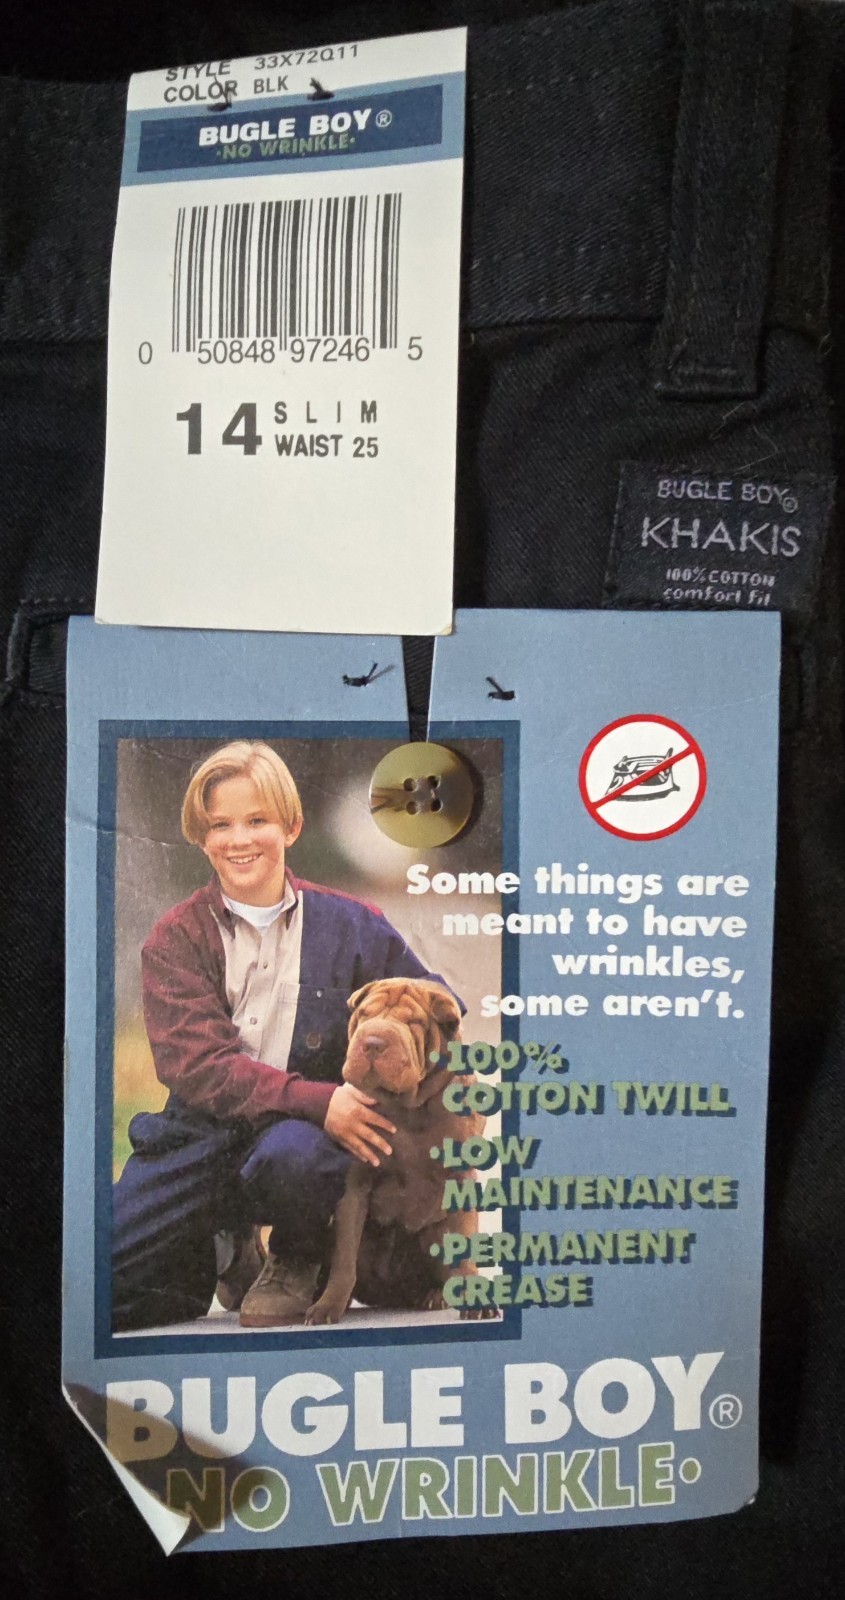 STYLE 33X72Q11
COLOR BLK
BUGLE BOY®
·NO WRINKLE·
0 50848 97246 5
14 SLIM
WAIST 25
BUGLE BOY®
KHAKIS
100% COTTON
comfort fit
Some things are
meant to have
wrinkles,
some aren't.
·100%
COTTON TWILL
·LOW
MAINTENANCE
·PERMANENT
CREASE
BUGLE BOY®
·NO WRINKLE·